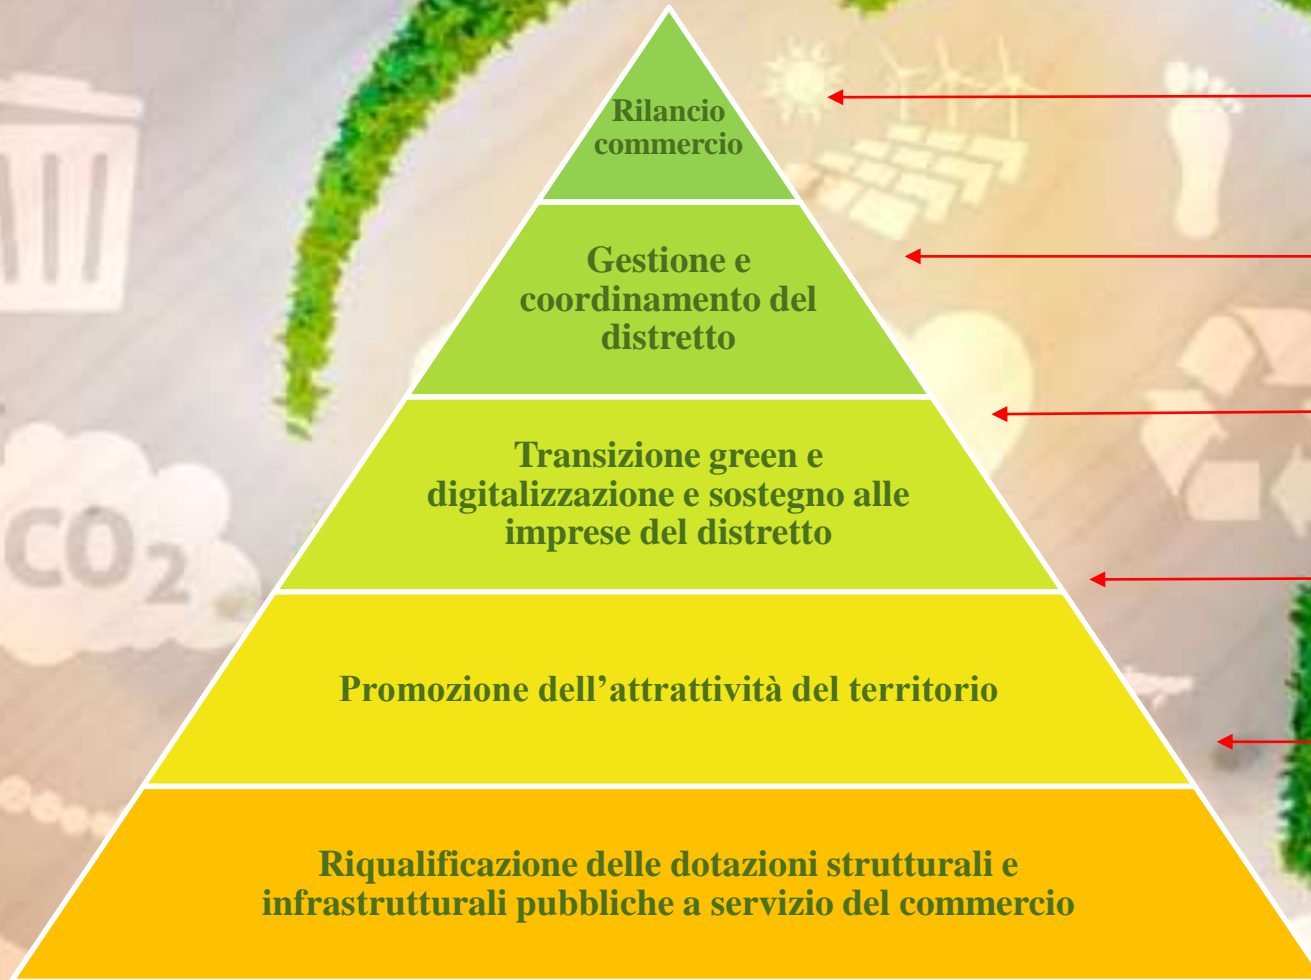 Rilancio
commercio
Gestione e
coordinamento del
distretto
Transizione green e
digitalizzazione e sostegno alle
imprese del distretto
CO2
Promozione dell’attrattività del territorio
Riqualificazione delle dotazioni strutturali e
infrastrutturali pubbliche a servizio del commercio